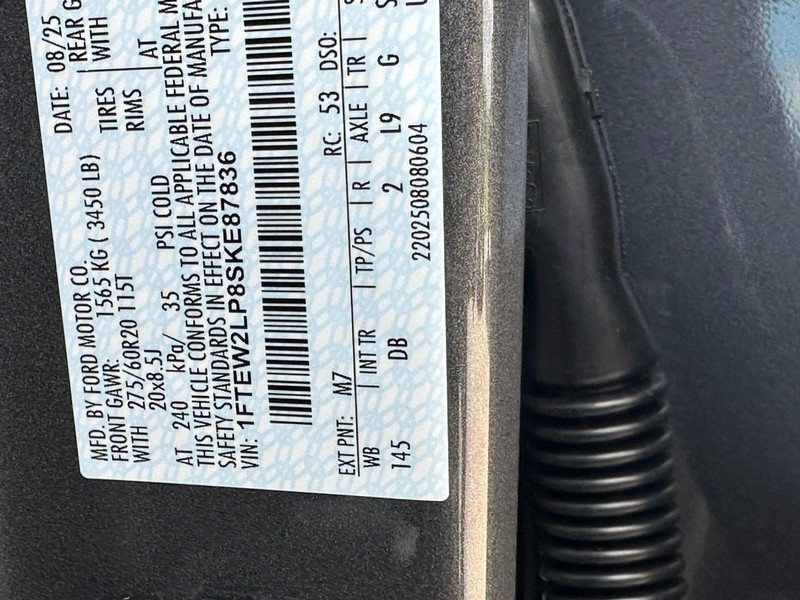 MFD. BY FORD MOTOR CO. DATE: 08/25
FRONT GAWR: 1565 KG ( 3450 LB) REAR G
WITH 275/60R20 115T TIRES WITH
20x8.5J RIMS
AT 240 kPa/ 35 PSI COLD AT
THIS VEHICLE CONFORMS TO ALL APPLICABLE FEDERAL M
SAFETY STANDARDS IN EFFECT ON THE DATE OF MANUFA
VIN: 1FTEW2LP8SKE87836 TYPE:
EXT PNT: M7 RC: 53 DSO:
WB | INT TR | TP/PS | R | AXLE | TR | S
145 DB 2 L9 G
2202508080604